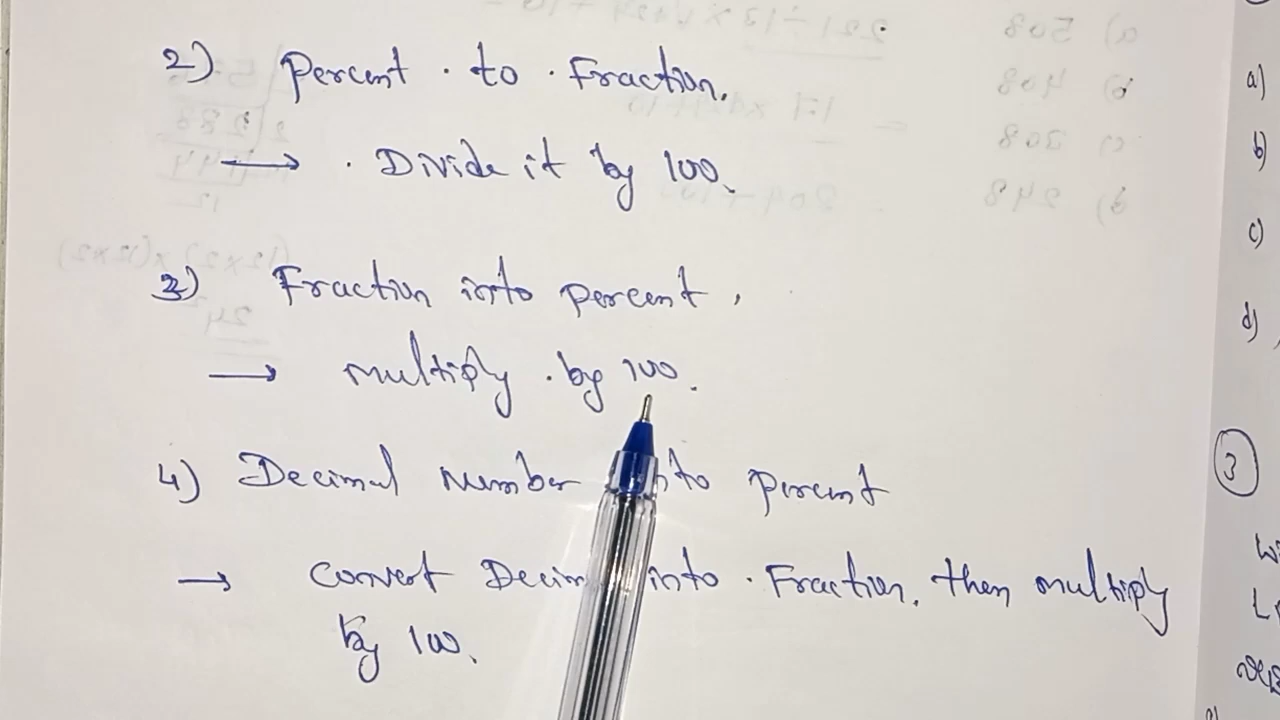 2) Percent to Fraction.
→ Divide it by 100.
3) Fraction into percent,
→ multiply by 100.
4) Decimal Number into percent
→ convert Decimal into Fraction, then multiply
by 100.
a)
b)
c)
d)
3